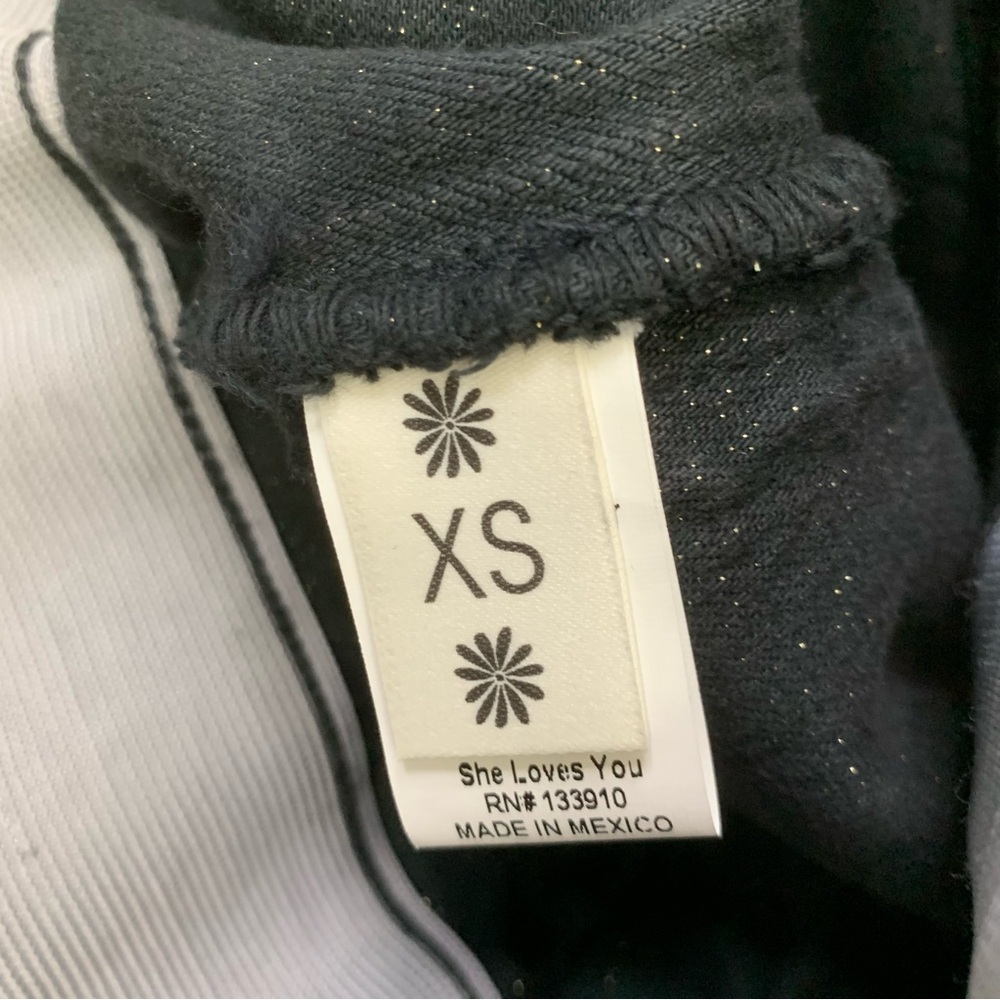 XS
She Loves You
RN# 133910
MADE IN MEXICO